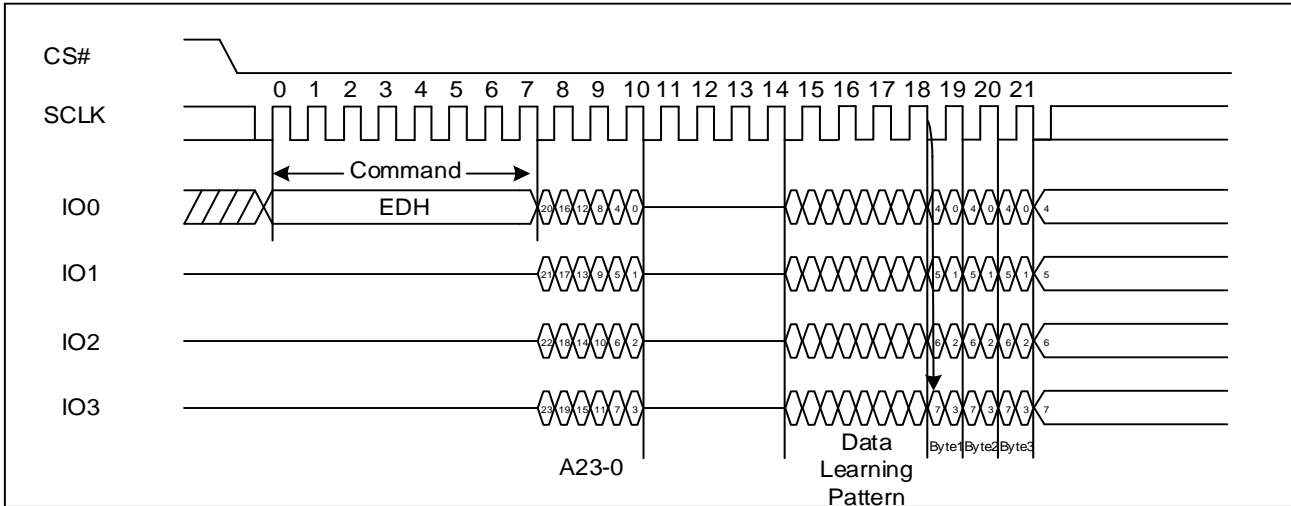 CS#
0 1 2 3 4 5 6 7 8 9 10 11 12 13 14 15 16 17 18 19 20 21
SCLK
Command
IO0 EDH 20 16 12 8 4 0 4 0 4 0 4 0 4
IO1 21 17 13 9 5 1 5 1 5 1 5 1 5
IO2 22 18 14 10 6 2 6 2 6 2 6 2 6
IO3 23 19 15 11 7 3 7 3 7 3 7 3 7
A23-0
Data
Learning
Pattern
Byte1 Byte2 Byte3